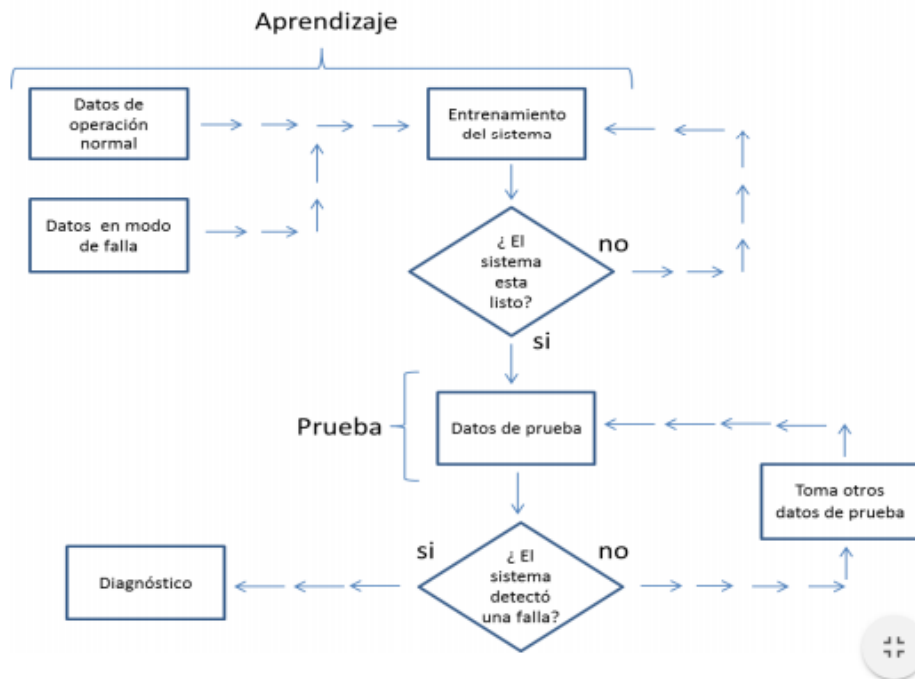 Aprendizaje
Datos de
operación
normal
Entrenamiento
del sistema
Datos en modo
de falla
¿ El
sistema
esta
listo?
no
si
Prueba
Datos de prueba
Toma otros
datos de prueba
si
¿ El
sistema
detectó
una falla?
no
Diagnóstico